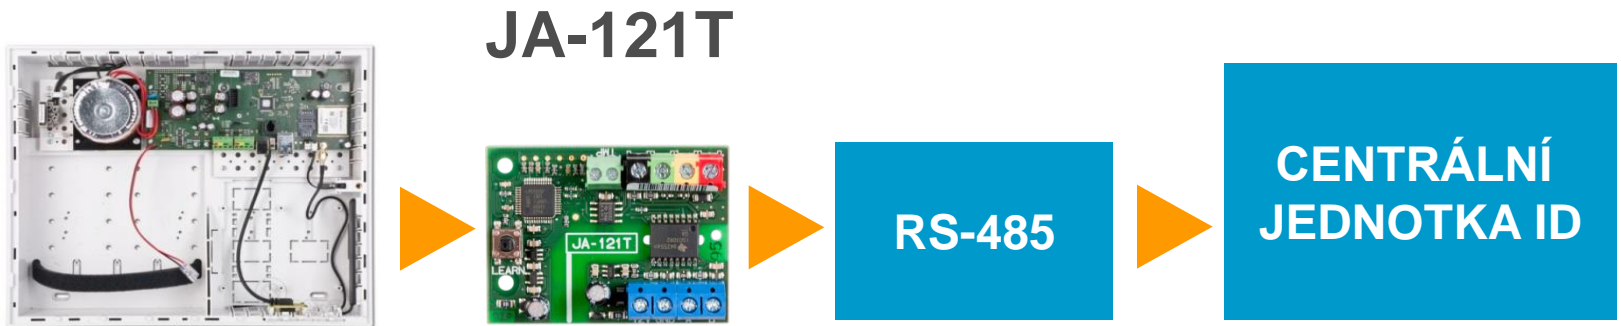 JA-121T
JA-121T
LEARN
RS-485
CENTRÁLNÍ
JEDNOTKA ID